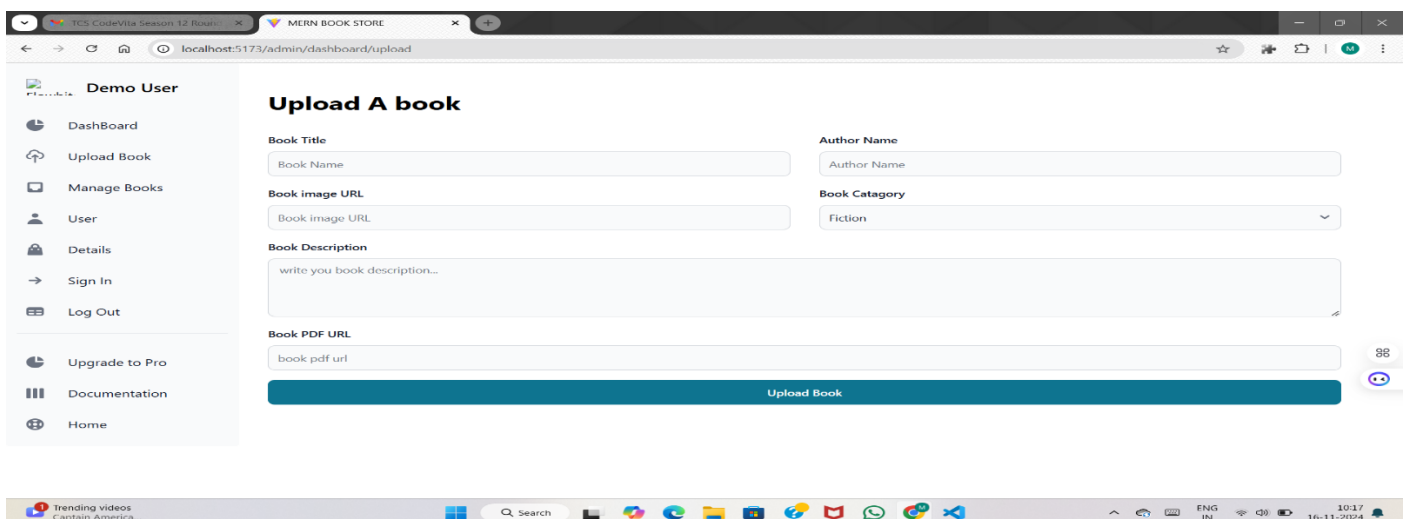 TCS CodeVita Season 12 Roun
MERN BOOK STORE
localhost:5173/admin/dashboard/upload
M
Demo User
DashBoard
Upload Book
Manage Books
User
Details
Sign In
Log Out
Upgrade to Pro
Documentation
Home
Upload A book
Book Title
Author Name
Book Name
Author Name
Book image URL
Book Catagory
Book image URL
Fiction
Book Description
write you book description...
Book PDF URL
book pdf url
Upload Book
1
Trending videos
Captain America
Search
M
ENG
IN
10:17
16-11-2024